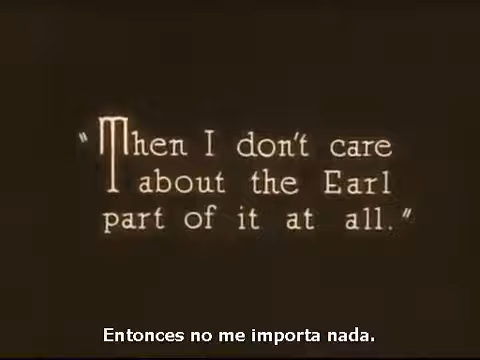 "Then I don't care
about the Earl
part of it at all."
Entonces no me importa nada.